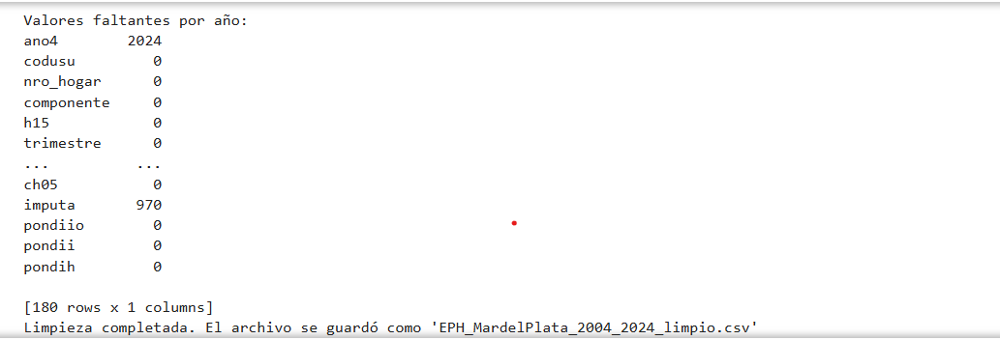 Valores faltantes por año:
ano4 2024
codusu 0
nro_hogar 0
componente 0
h15 0
trimestre 0
... ...
ch05 0
imputa 970
pondiio 0
pondii 0
pondih 0
[180 rows x 1 columns]
Limpieza completada. El archivo se guardó como 'EPH_MardelPlata_2004_2024_limpio.csv'